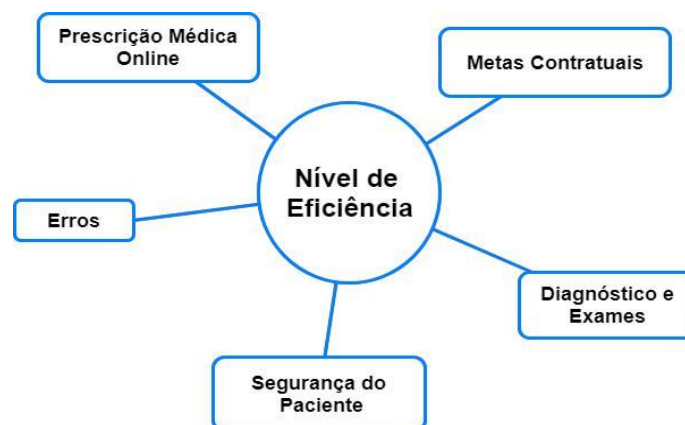 Prescrição Médica
Online
Metas Contratuais
Nível de
Eficiência
Erros
Diagnóstico e
Exames
Segurança do
Paciente